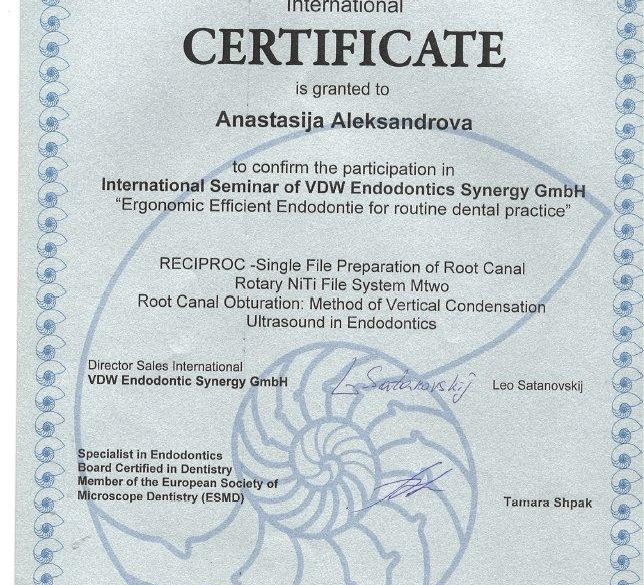 International
CERTIFICATE
is granted to
Anastasija Aleksandrova
to confirm the participation in
International Seminar of VDW Endodontics Synergy GmbH
“Ergonomic Efficient Endodontie for routine dental practice”
RECIPROC -Single File Preparation of Root Canal
Rotary NiTi File System Mtwo
Root Canal Obturation: Method of Vertical Condensation
Ultrasound in Endodontics
Director Sales International
VDW Endodontic Synergy GmbH
L Satanovskij Leo Satanovskij
Specialist in Endodontics
Board Certified in Dentistry
Member of the European Society of
Microscope Dentistry (ESMD)
Tamara Shpak